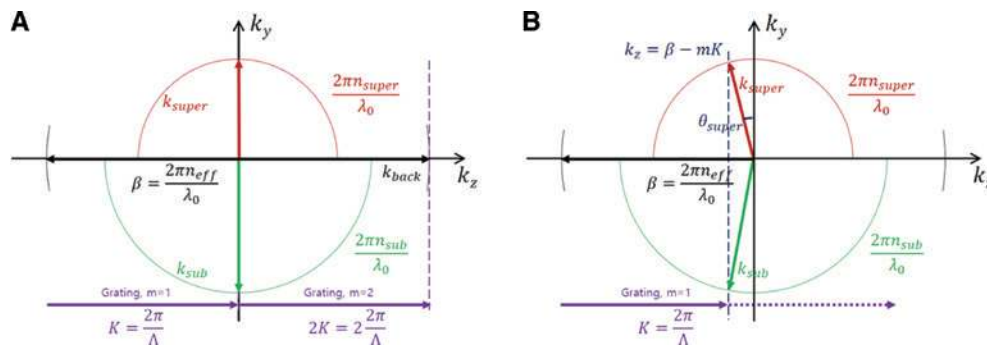 A
k_y
k_super
2πn_super/λ_0
β = 2πn_eff/λ_0
k_back
k_z
k_sub
2πn_sub/λ_0
Grating, m=1
Grating, m=2
K = 2π/Λ
2K = 2 2π/Λ
B
k_y
k_z = β − mK
k_super
2πn_super/λ_0
θ_super
β = 2πn_eff/λ_0
k_z
k_sub
2πn_sub/λ_0
Grating, m=1
K = 2π/Λ